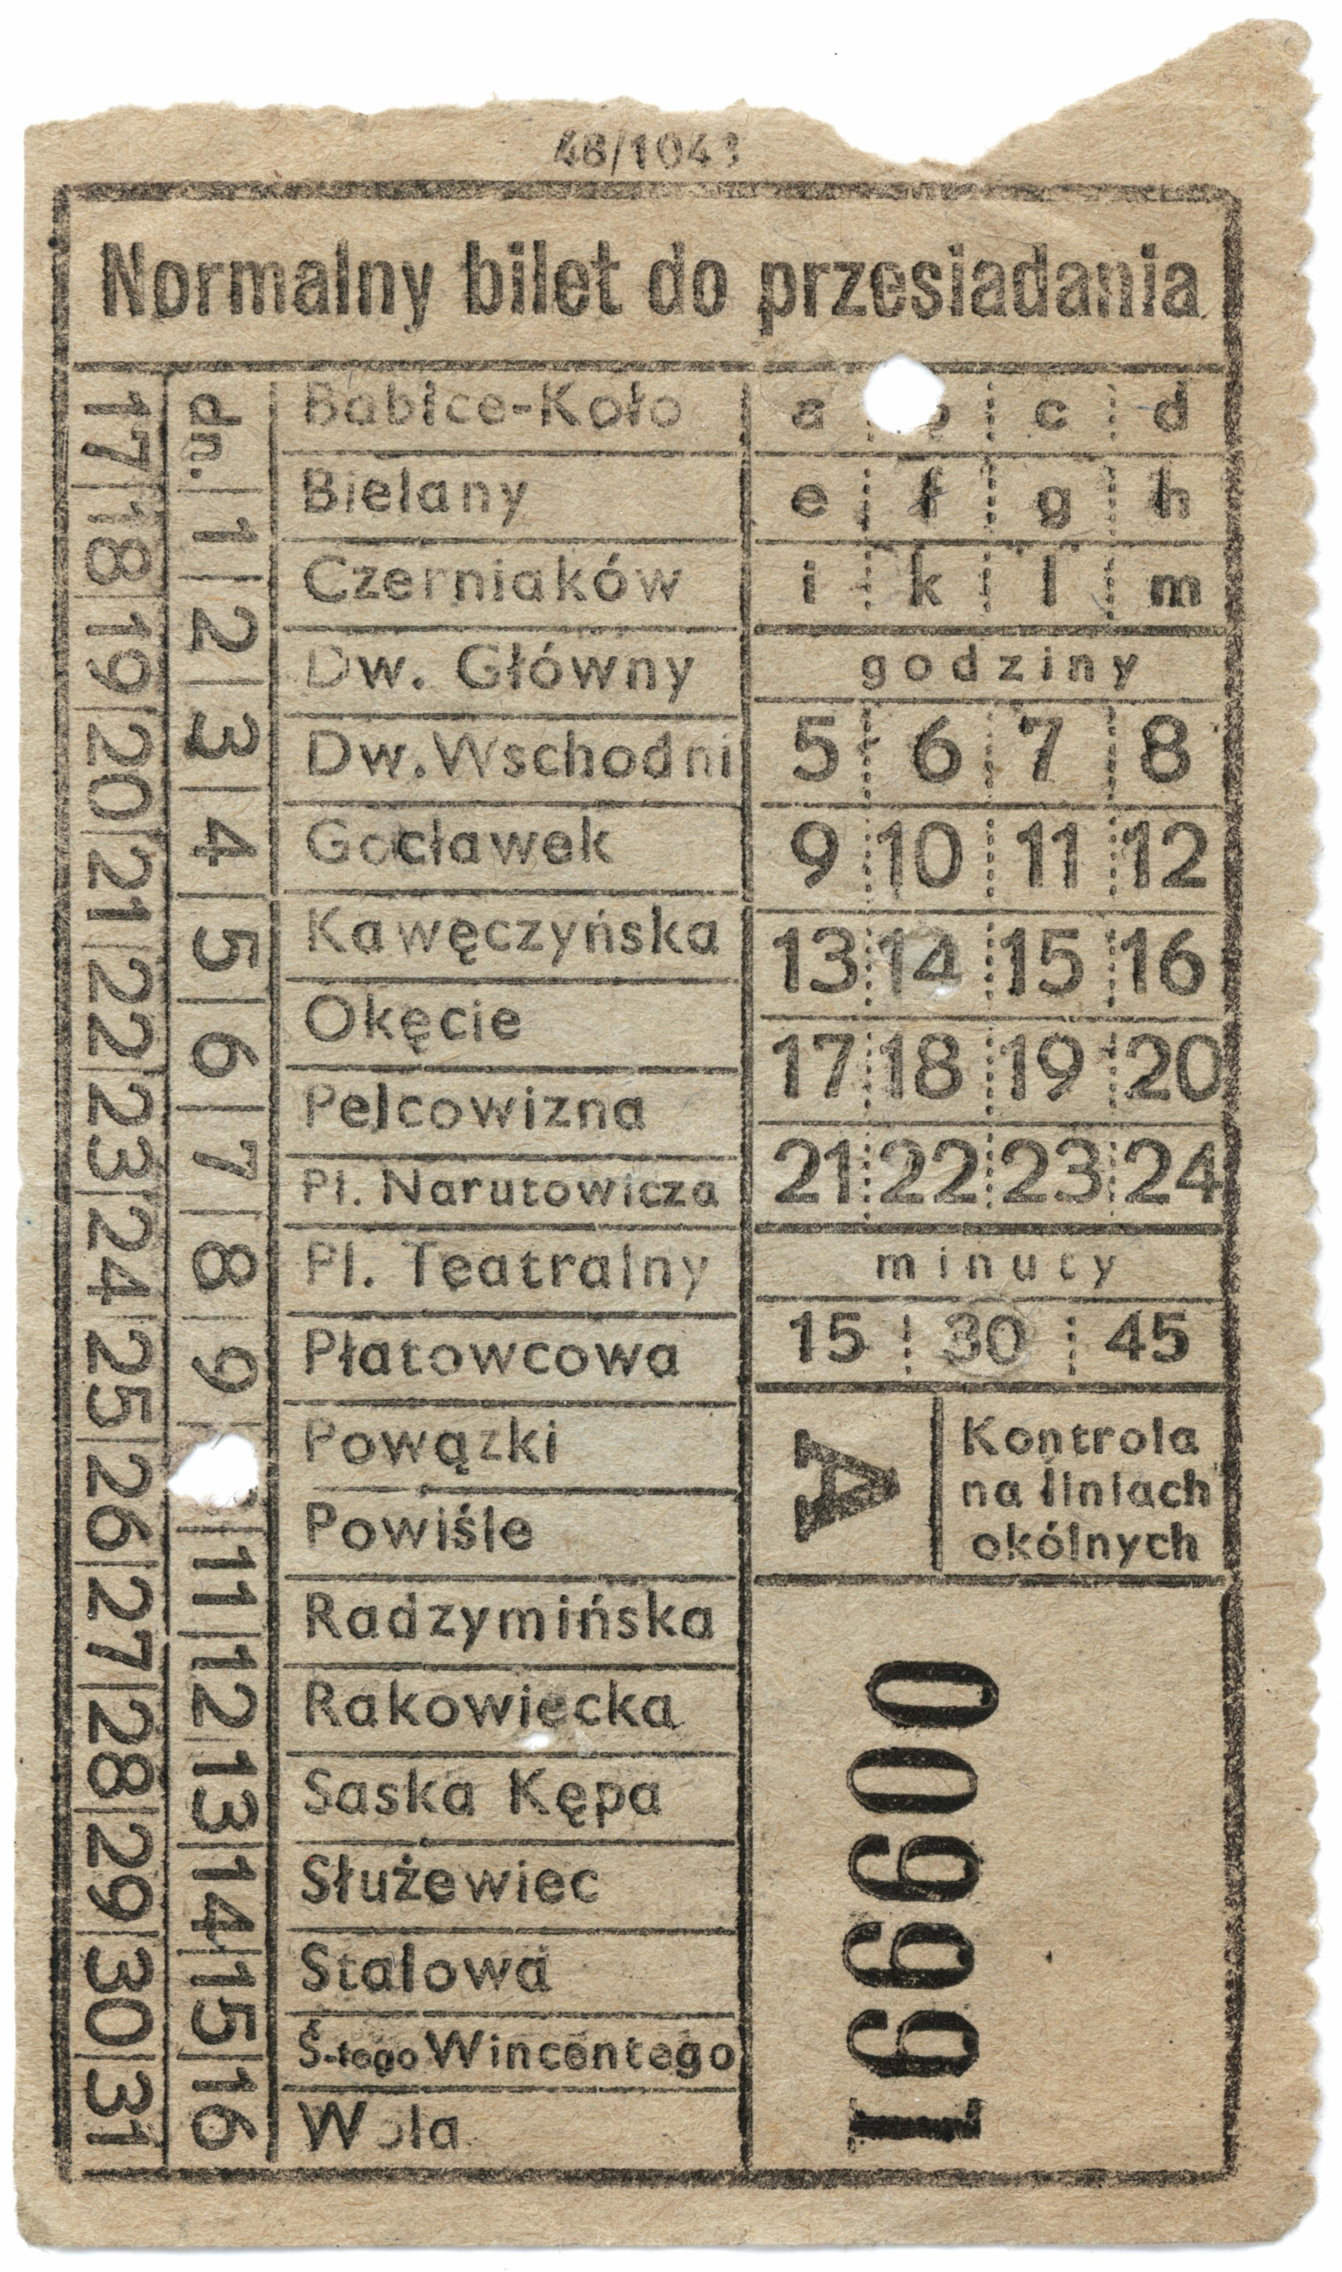 48/1043
Normalny bilet do przesiadania
17 18 19 20 21 22 23 24 25 26 27 28 29 30 31
dn. 1 2 3 4 5 6 7 8 9 11 12 13 14 15 16
Babice-Koło
Bielany
Czerniaków
Dw. Główny
Dw. Wschodni
Gocławek
Kawęczyńska
Okęcie
Pelcowizna
Pl. Narutowicza
Pl. Teatralny
Płatowcowa
Powązki
Powiśle
Radzymińska
Rakowiecka
Saska Kępa
Służewiec
Stalowa
Ś-tego Wincentego
Wola
a c d
e f g h
i k l m
godziny
5 6 7 8
9 10 11 12
13 14 15 16
17 18 19 20
21 22 23 24
minuty
15 30 45
A
Kontrola
na liniach
okólnych
009991